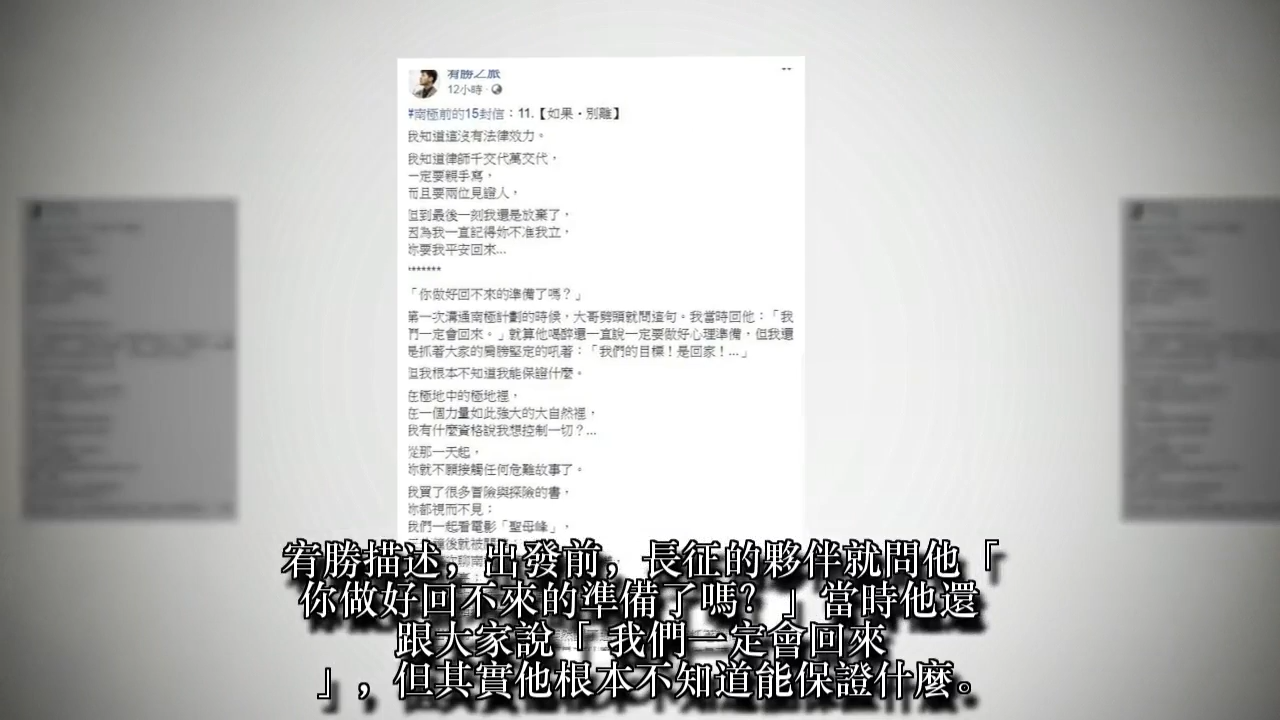 宥勝之旅
12小時
#南極前的15封信：11.【如果・別離】
我知道這沒有法律效力。
我知道律師千交代萬交代，
一定要親手寫，
而且要兩位見證人，
但到最後一刻我還是放棄了，
因為我一直記得妳不准我立，
妳要我平安回來...
*******
「你做好回不來的準備了嗎？」
第一次溝通南極計劃的時候，大哥劈頭就問這句。我當時回他：「我
們一定會回來。」就算他喝醉還一直說一定要做好心理準備，但我還
是抓著大家的肩膀堅定的吼著：「我們的目標！是回家！...」
但我根本不知道我能保證什麼。
在極地中的極地裡，
在一個力量如此強大的大自然裡，
我有什麼資格說我想控制一切？...
從那一天起，
妳就不願接觸任何危難故事了。
我買了很多冒險與探險的書，
妳都視而不見；
我們一起看電影「聖母峰」，
宥勝描述，出發前，長征的夥伴就問他「
你做好回不來的準備了嗎？」當時他還
跟大家說「我們一定會回來
」，但其實他根本不知道能保證什麼。